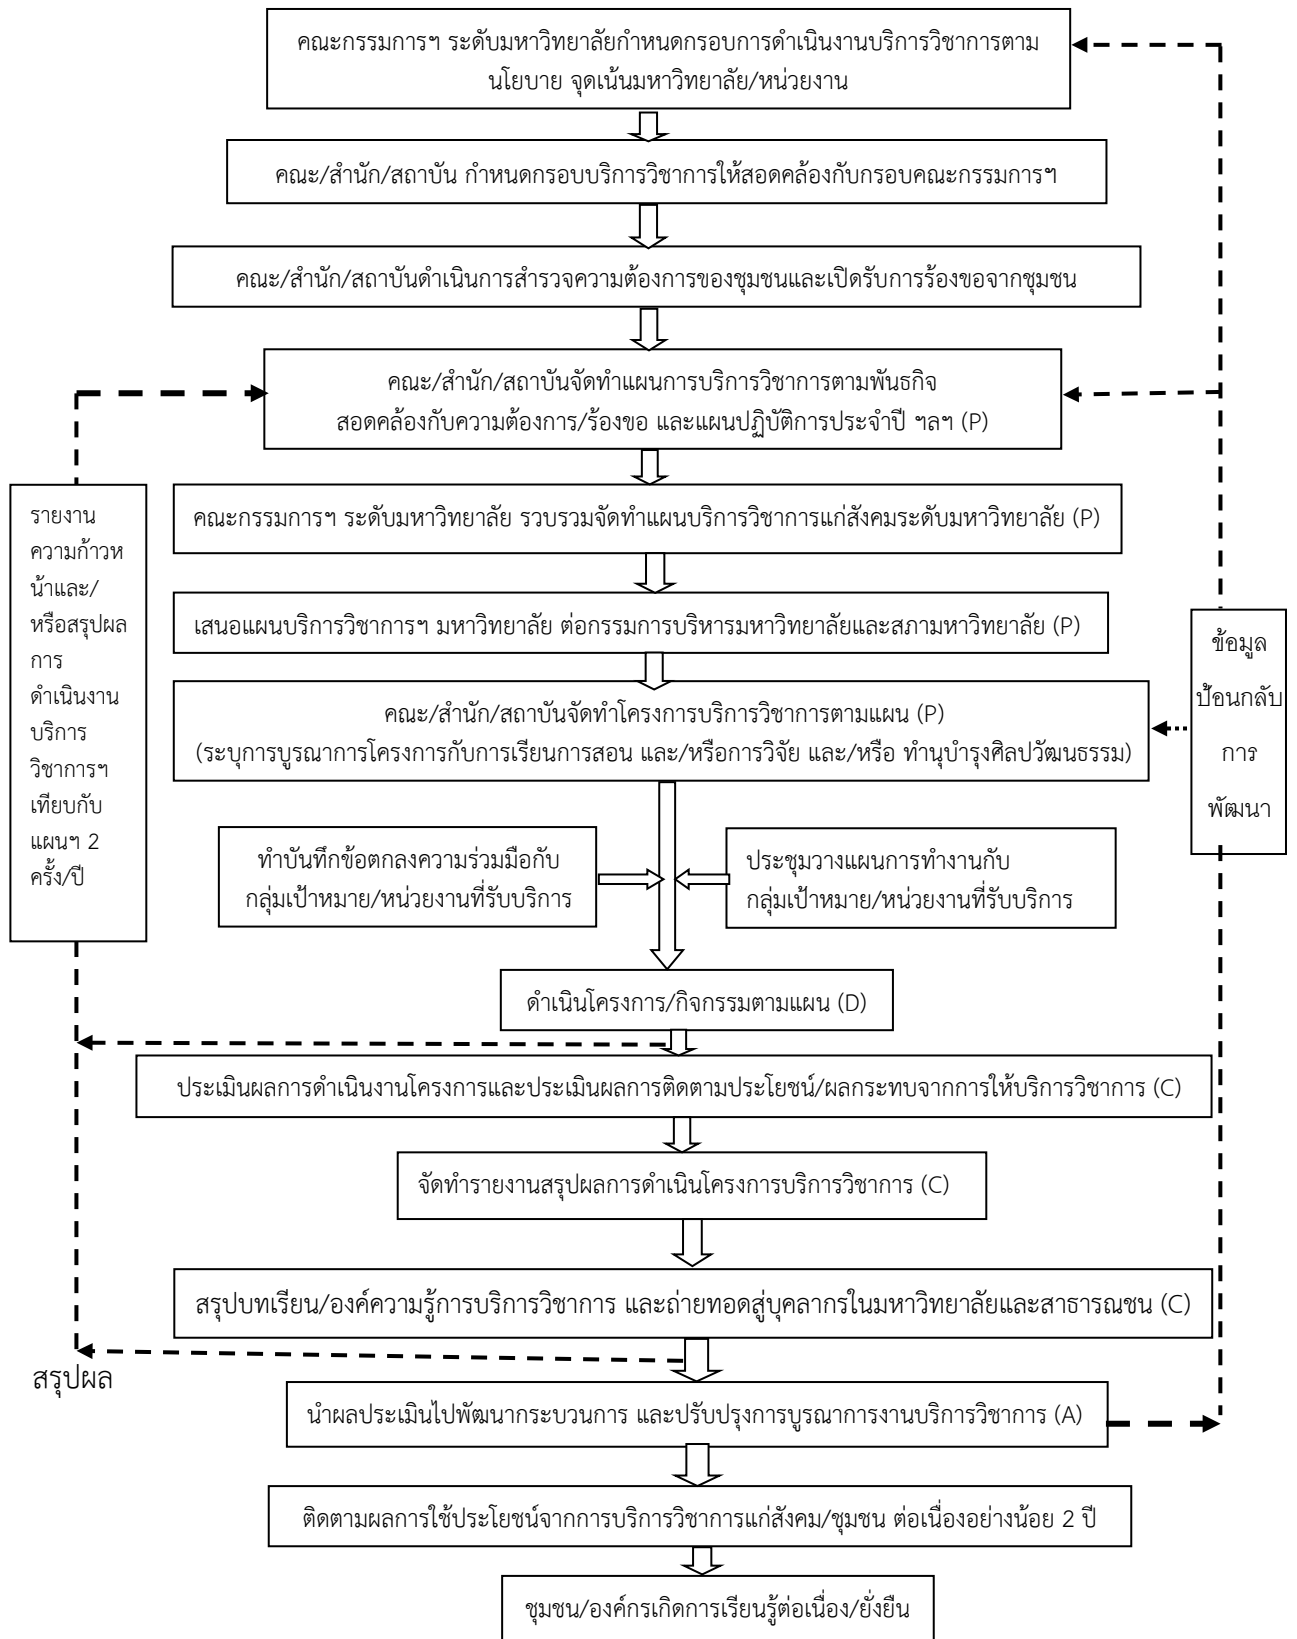 คณะกรรมการฯ ระดับมหาวิทยาลัยกำหนดกรอบการดำเนินงานบริการวิชาการตาม
นโยบาย จุดเน้นมหาวิทยาลัย/หน่วยงาน
คณะ/สำนัก/สถาบัน กำหนดกรอบบริการวิชาการให้สอดคล้องกับกรอบคณะกรรมการฯ
คณะ/สำนัก/สถาบันดำเนินการสำรวจความต้องการของชุมชนและเปิดรับการร้องขอจากชุมชน
คณะ/สำนัก/สถาบันจัดทำแผนการบริการวิชาการตามพันธกิจ
สอดคล้องกับความต้องการ/ร้องขอ และแผนปฏิบัติการประจำปี ฯลฯ (P)
คณะกรรมการฯ ระดับมหาวิทยาลัย รวบรวมจัดทำแผนบริการวิชาการแก่สังคมระดับมหาวิทยาลัย (P)
เสนอแผนบริการวิชาการฯ มหาวิทยาลัย ต่อกรรมการบริหารมหาวิทยาลัยและสภามหาวิทยาลัย (P)
คณะ/สำนัก/สถาบันจัดทำโครงการบริการวิชาการตามแผน (P)
(ระบุการบูรณาการโครงการกับการเรียนการสอน และ/หรือการวิจัย และ/หรือ ทำนุบำรุงศิลปวัฒนธรรม)
รายงาน
ความก้าวห
น้าและ/
หรือสรุปผล
การ
ดำเนินงาน
บริการ
วิชาการฯ
เทียบกับ
แผนฯ 2
ครั้ง/ปี
ข้อมูล
ป้อนกลับ
การ
พัฒนา
ทำบันทึกข้อตกลงความร่วมมือกับ
กลุ่มเป้าหมาย/หน่วยงานที่รับบริการ
ประชุมวางแผนการทำงานกับ
กลุ่มเป้าหมาย/หน่วยงานที่รับบริการ
ดำเนินโครงการ/กิจกรรมตามแผน (D)
ประเมินผลการดำเนินงานโครงการและประเมินผลการติดตามประโยชน์/ผลกระทบจากการให้บริการวิชาการ (C)
จัดทำรายงานสรุปผลการดำเนินโครงการบริการวิชาการ (C)
สรุปบทเรียน/องค์ความรู้การบริการวิชาการ และถ่ายทอดสู่บุคลากรในมหาวิทยาลัยและสาธารณชน (C)
สรุปผล
นำผลประเมินไปพัฒนากระบวนการ และปรับปรุงการบูรณาการงานบริการวิชาการ (A)
ติดตามผลการใช้ประโยชน์จากการบริการวิชาการแก่สังคม/ชุมชน ต่อเนื่องอย่างน้อย 2 ปี
ชุมชน/องค์กรเกิดการเรียนรู้ต่อเนื่อง/ยั่งยืน